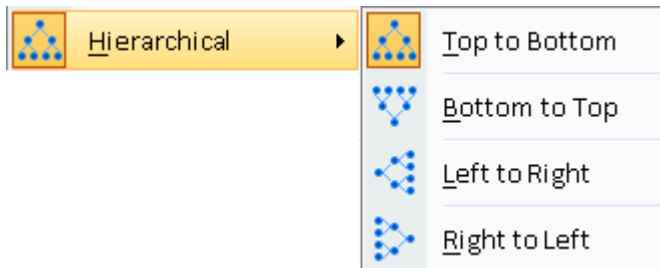 Hierarchical
Top to Bottom
Bottom to Top
Left to Right
Right to Left